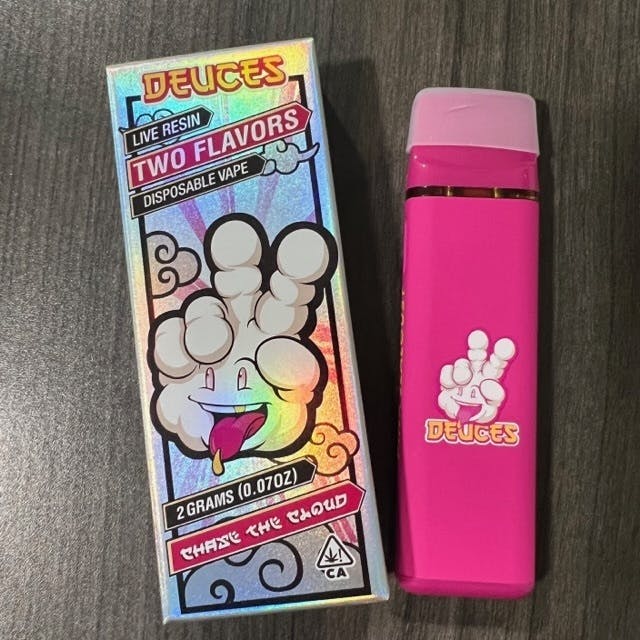 DEUCES
LIVE RESIN
TWO FLAVORS
DISPOSABLE VAPE
2 GRAMS (0.07OZ)
CHASE THE CLOUD
!
CA
DEUCES